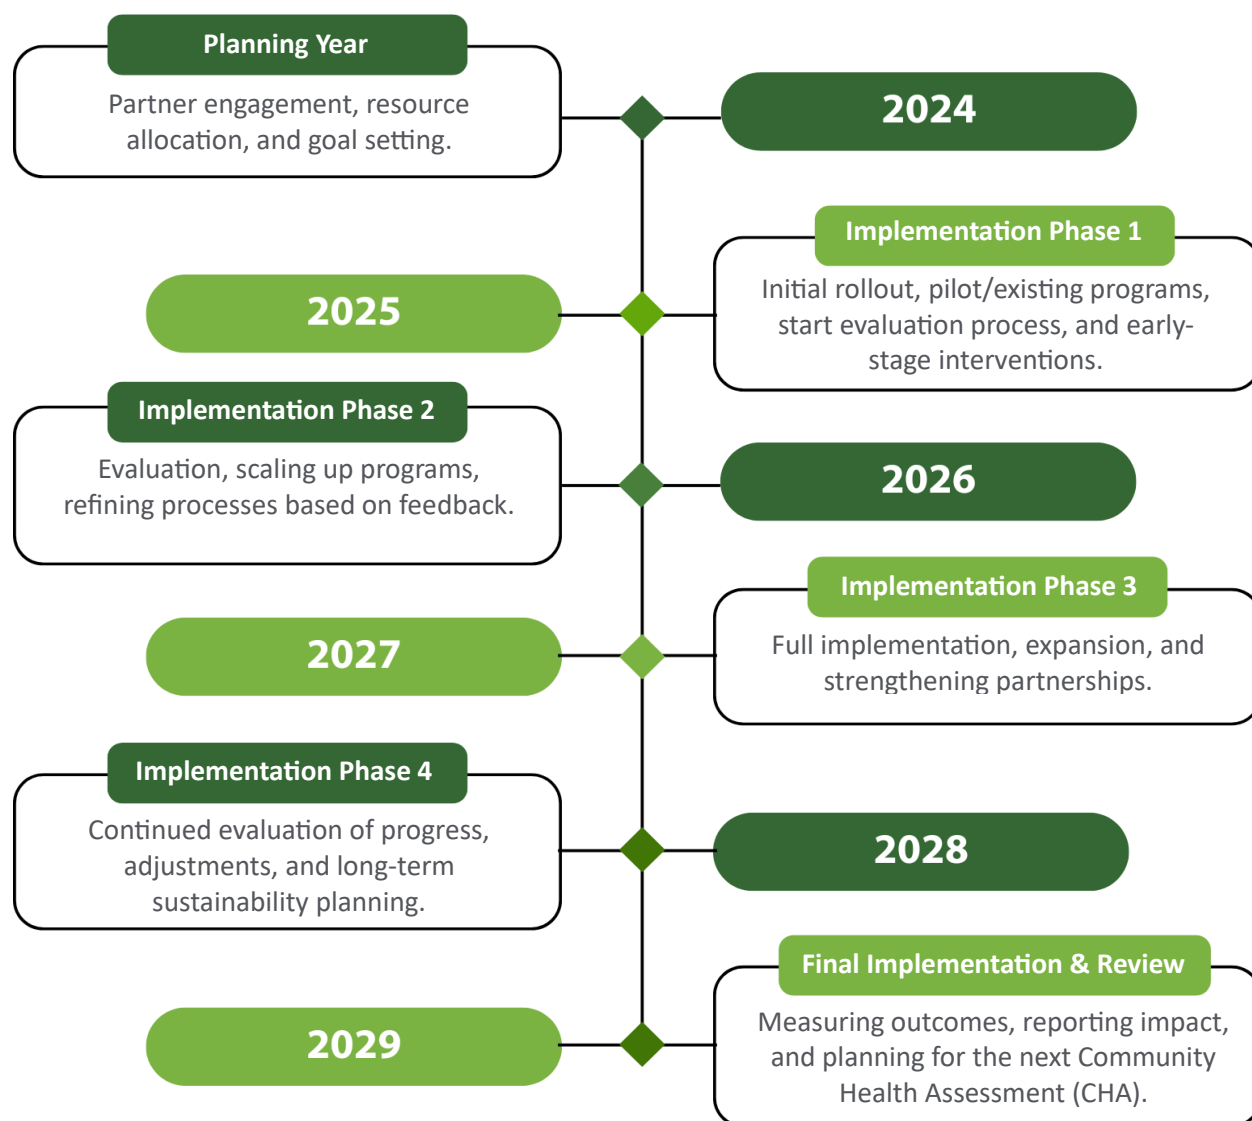 Planning Year
Partner engagement, resource
allocation, and goal setting.
2024
Implementation Phase 1
Initial rollout, pilot/existing programs,
start evaluation process, and early-
stage interventions.
2025
Implementation Phase 2
Evaluation, scaling up programs,
refining processes based on feedback.
2026
Implementation Phase 3
Full implementation, expansion, and
strengthening partnerships.
2027
Implementation Phase 4
Continued evaluation of progress,
adjustments, and long-term
sustainability planning.
2028
Final Implementation & Review
Measuring outcomes, reporting impact,
and planning for the next Community
Health Assessment (CHA).
2029